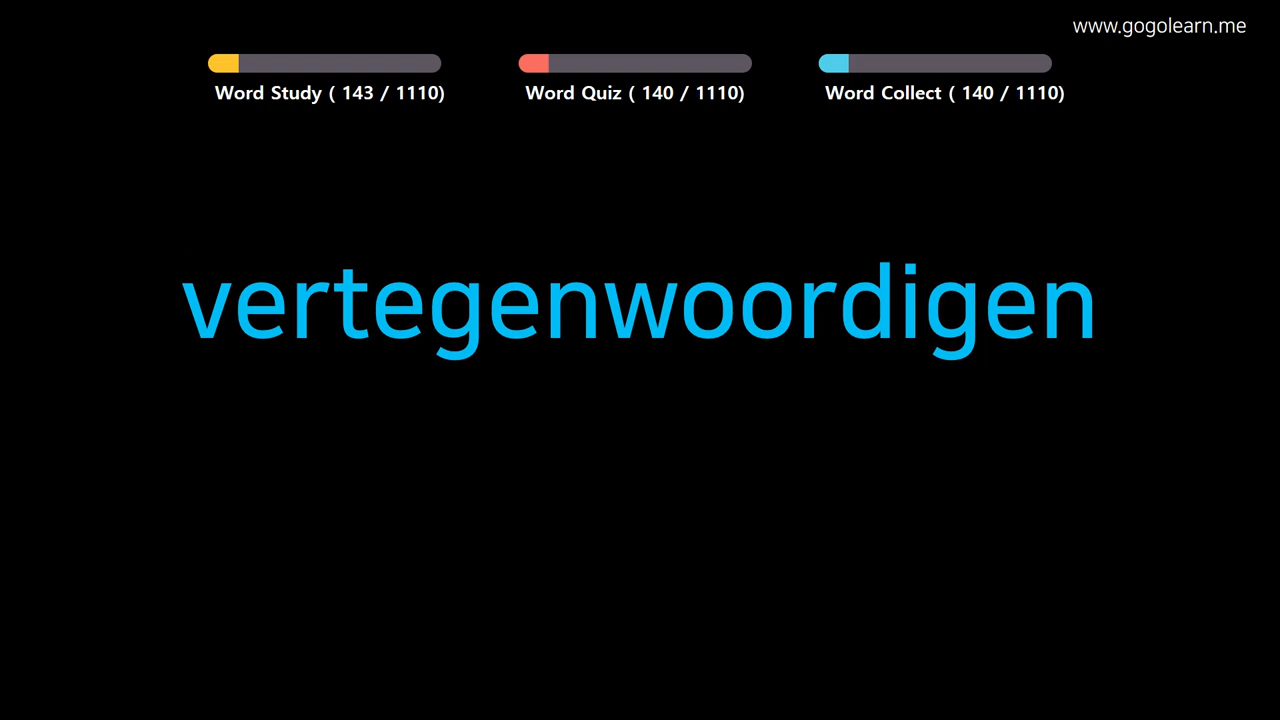 www.gogolearn.me
Word Study ( 143 / 1110)
Word Quiz ( 140 / 1110)
Word Collect ( 140 / 1110)
vertegenwoordigen